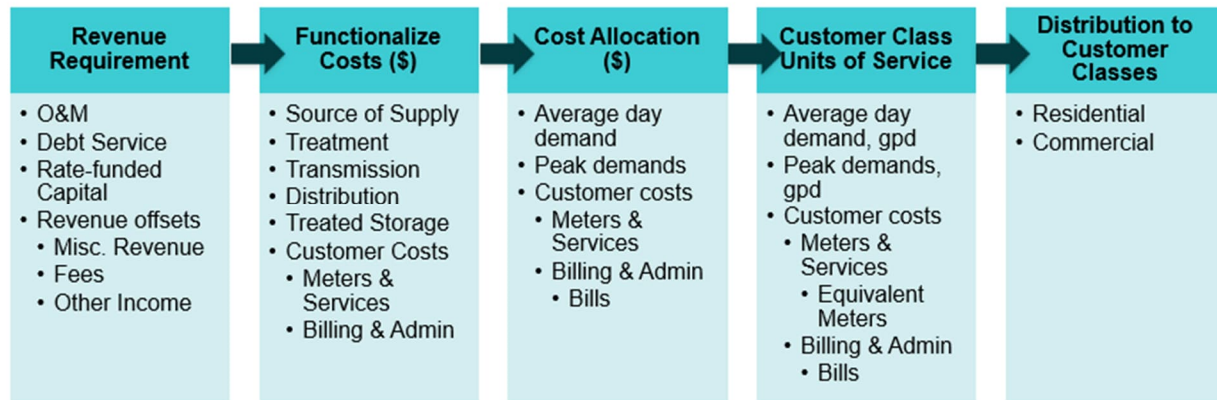 Revenue
Requirement
• O&M
• Debt Service
• Rate-funded
Capital
• Revenue offsets
• Misc. Revenue
• Fees
• Other Income
Functionalize
Costs ($)
• Source of Supply
• Treatment
• Transmission
• Distribution
• Treated Storage
• Customer Costs
• Meters &
Services
• Billing & Admin
Cost Allocation
($)
• Average day
demand
• Peak demands
• Customer costs
• Meters &
Services
• Billing & Admin
• Bills
Customer Class
Units of Service
• Average day
demand, gpd
• Peak demands,
gpd
• Customer costs
• Meters &
Services
• Equivalent
Meters
• Billing & Admin
• Bills
Distribution to
Customer
Classes
• Residential
• Commercial